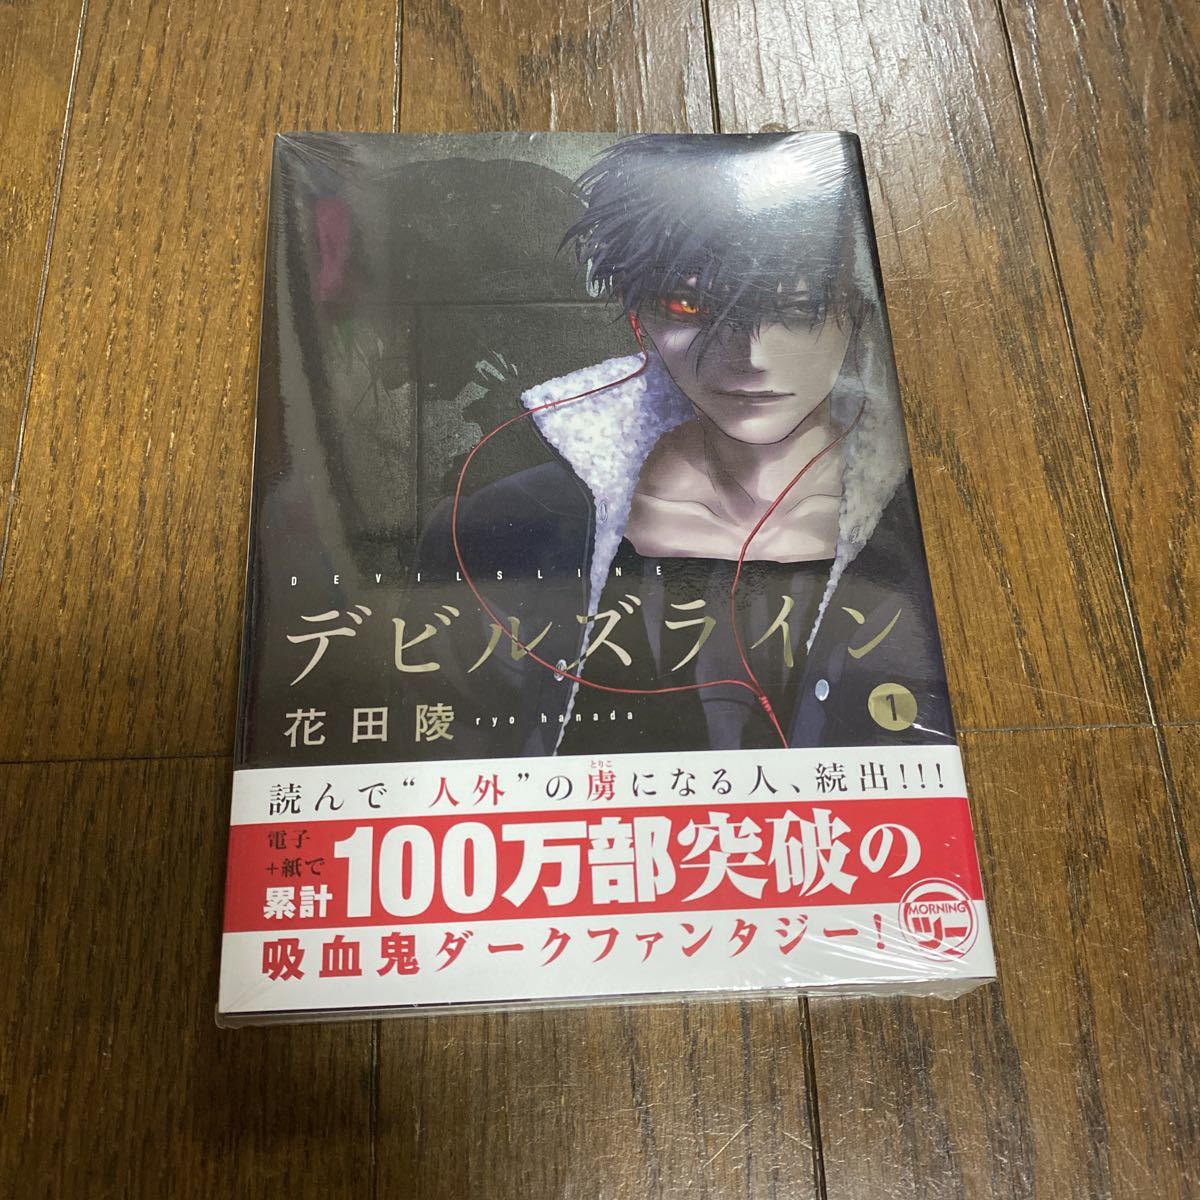 DEVILSLINE
デビルズライン
花田陵 ryo hanada
1
とりこ
読んで“人外”の虜になる人、続出!!!
電子
+紙で
累計100万部突破の
吸血鬼ダークファンタジー!
MORNING
ツー